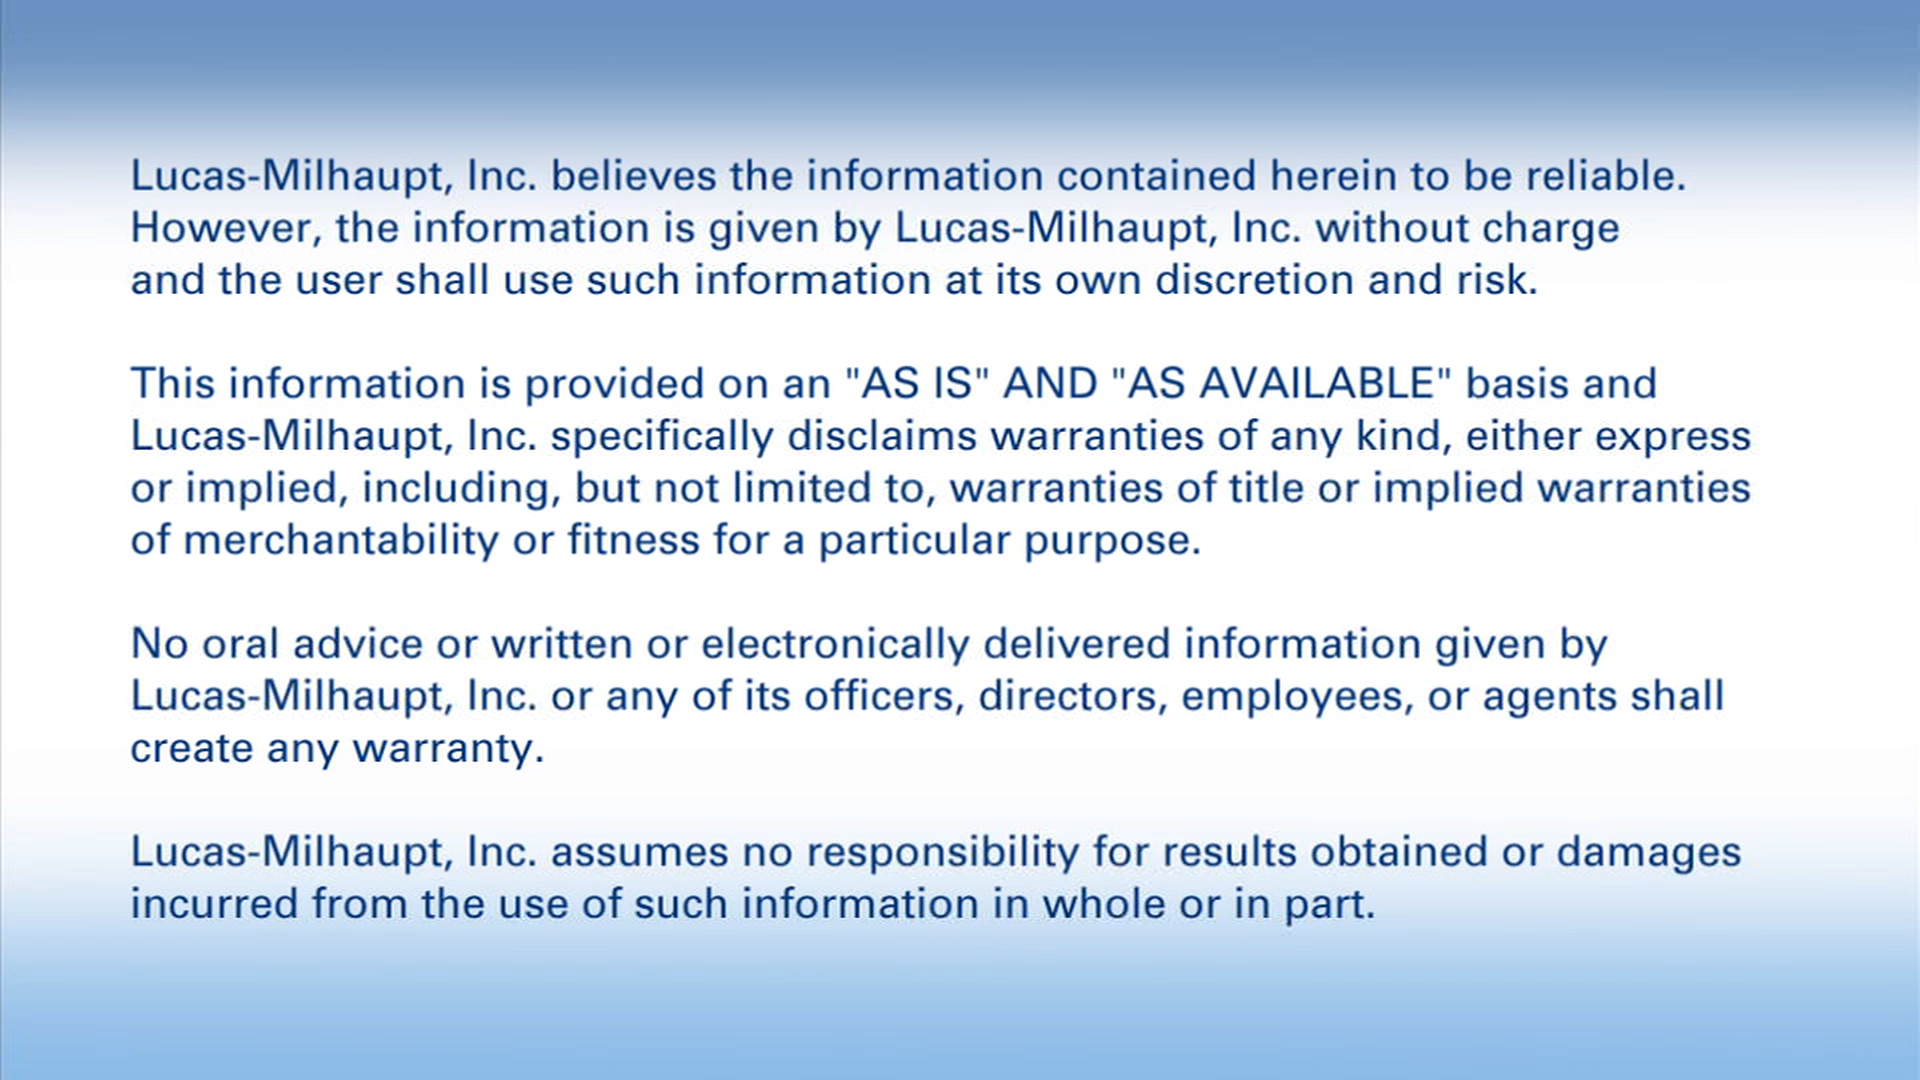 Lucas-Milhaupt, Inc. believes the information contained herein to be reliable.
However, the information is given by Lucas-Milhaupt, Inc. without charge
and the user shall use such information at its own discretion and risk.
This information is provided on an "AS IS" AND "AS AVAILABLE" basis and
Lucas-Milhaupt, Inc. specifically disclaims warranties of any kind, either express
or implied, including, but not limited to, warranties of title or implied warranties
of merchantability or fitness for a particular purpose.
No oral advice or written or electronically delivered information given by
Lucas-Milhaupt, Inc. or any of its officers, directors, employees, or agents shall
create any warranty.
Lucas-Milhaupt, Inc. assumes no responsibility for results obtained or damages
incurred from the use of such information in whole or in part.